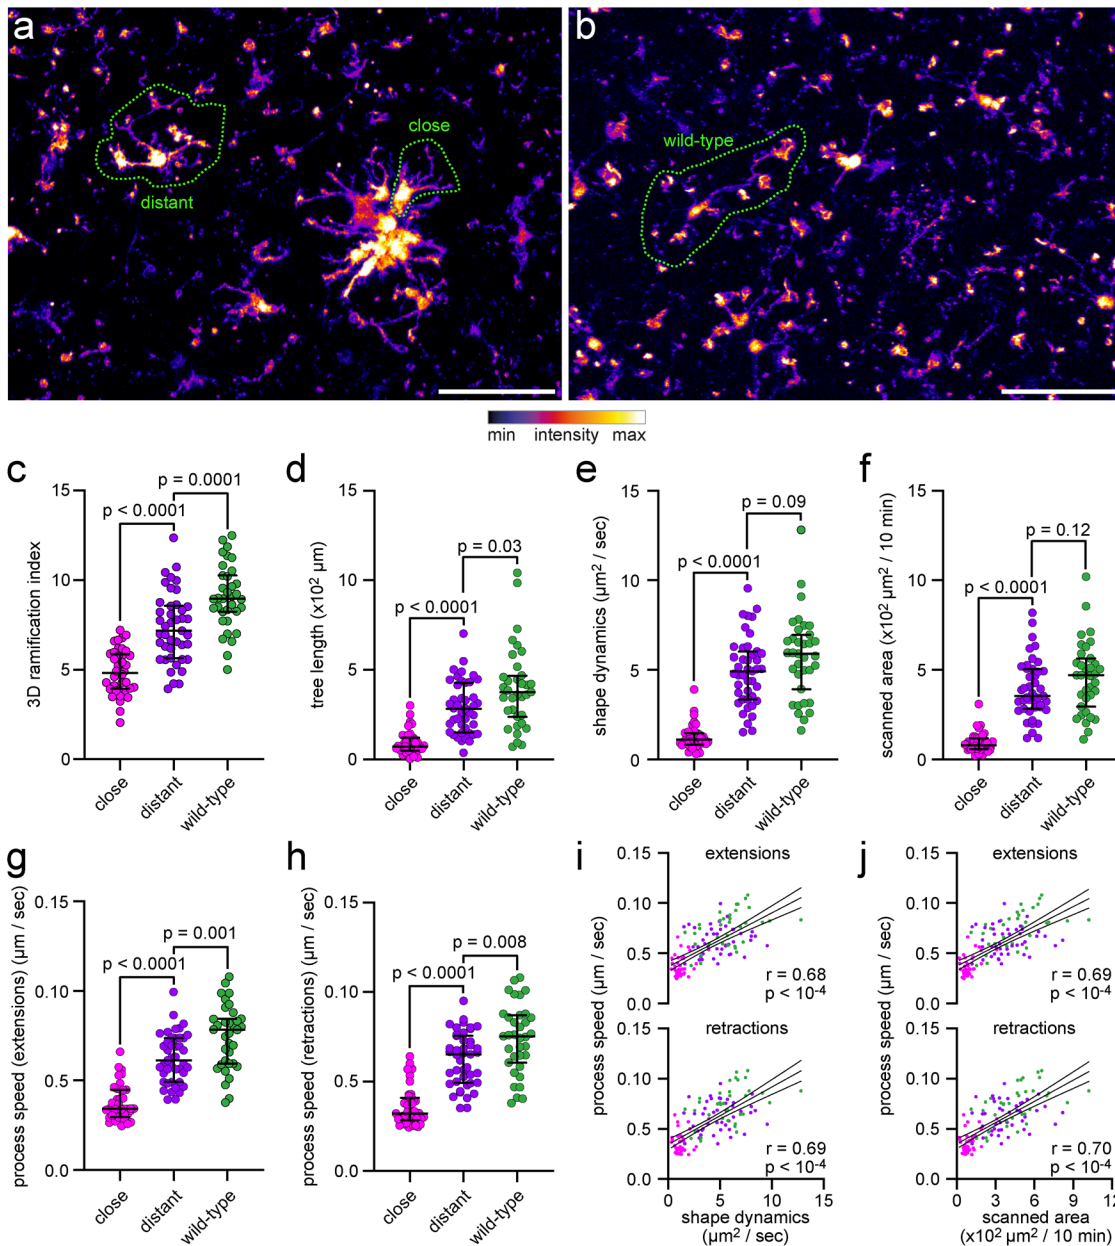 a
close
distant
b
wild-type
min intensity max
c
3D ramification index
15
10
5
0
p < 0.0001
p = 0.0001
close
distant
wild-type
d
tree length (x10² µm)
15
10
5
0
p < 0.0001
p = 0.03
close
distant
wild-type
e
shape dynamics (µm² / sec)
15
10
5
0
p < 0.0001
p = 0.09
close
distant
wild-type
f
scanned area (x10² µm² / 10 min)
15
10
5
0
p < 0.0001
p = 0.12
close
distant
wild-type
g
process speed (extensions) (µm / sec)
0.15
0.10
0.5
0.0
p < 0.0001
p = 0.001
close
distant
wild-type
h
process speed (retractions) (µm / sec)
0.15
0.10
0.5
0.0
p < 0.0001
p = 0.008
close
distant
wild-type
i
process speed (µm / sec)
extensions
0.15
0.10
0.5
0.0
r = 0.68
p < 10⁻⁴
retractions
0.15
0.10
0.05
0
r = 0.69
p < 10⁻⁴
0 5 10 15
shape dynamics
(µm² / sec)
j
process speed (µm / sec)
extensions
0.15
0.10
0.5
0.0
r = 0.69
p < 10⁻⁴
retractions
0.15
0.10
0.05
0
r = 0.70
p < 10⁻⁴
0 3 6 9 12
scanned area
(x10² µm² / 10 min)